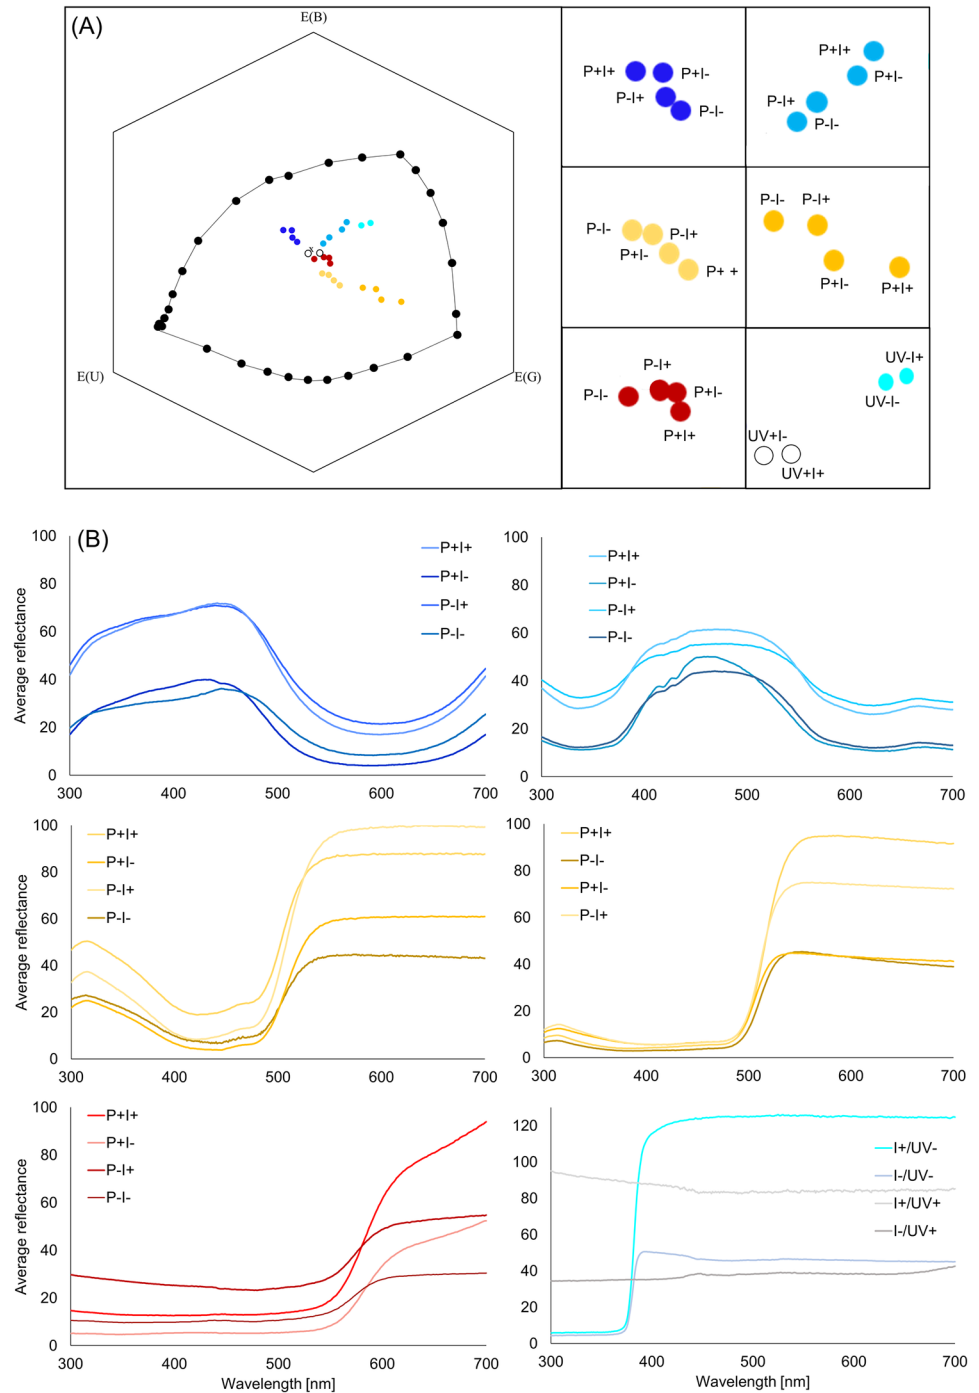 (A)
E(B)
E(U)
E(G)
x
P+I+
P+I-
P-I+
P-I-
P+I+
P+I-
P-I+
P-I-
P-I-
P-I+
P+I-
P+ +
P-I-
P-I+
P+I-
P+I+
P-I+
P-I-
P+I-
P+I+
UV-I+
UV-I-
UV+I-
UV+I+
(B)
100
80
60
40
20
0
Average reflectance
P+I+
P+I-
P-I+
P-I-
300 400 500 600 700
100
80
60
40
20
0
P+I+
P+I-
P-I+
P-I-
300 400 500 600 700
100
80
60
40
20
0
Average reflectance
P+I+
P+I-
P-I+
P-I-
300 400 500 600 700
100
80
60
40
20
0
P+I+
P-I-
P+I-
P-I+
300 400 500 600 700
100
80
60
40
20
0
Average reflectance
P+I+
P+I-
P-I+
P-I-
300 400 500 600 700
Wavelength [nm]
120
100
80
60
40
20
0
I+/UV-
I-/UV-
I+/UV+
I-/UV+
300 400 500 600 700
Wavelength [nm]